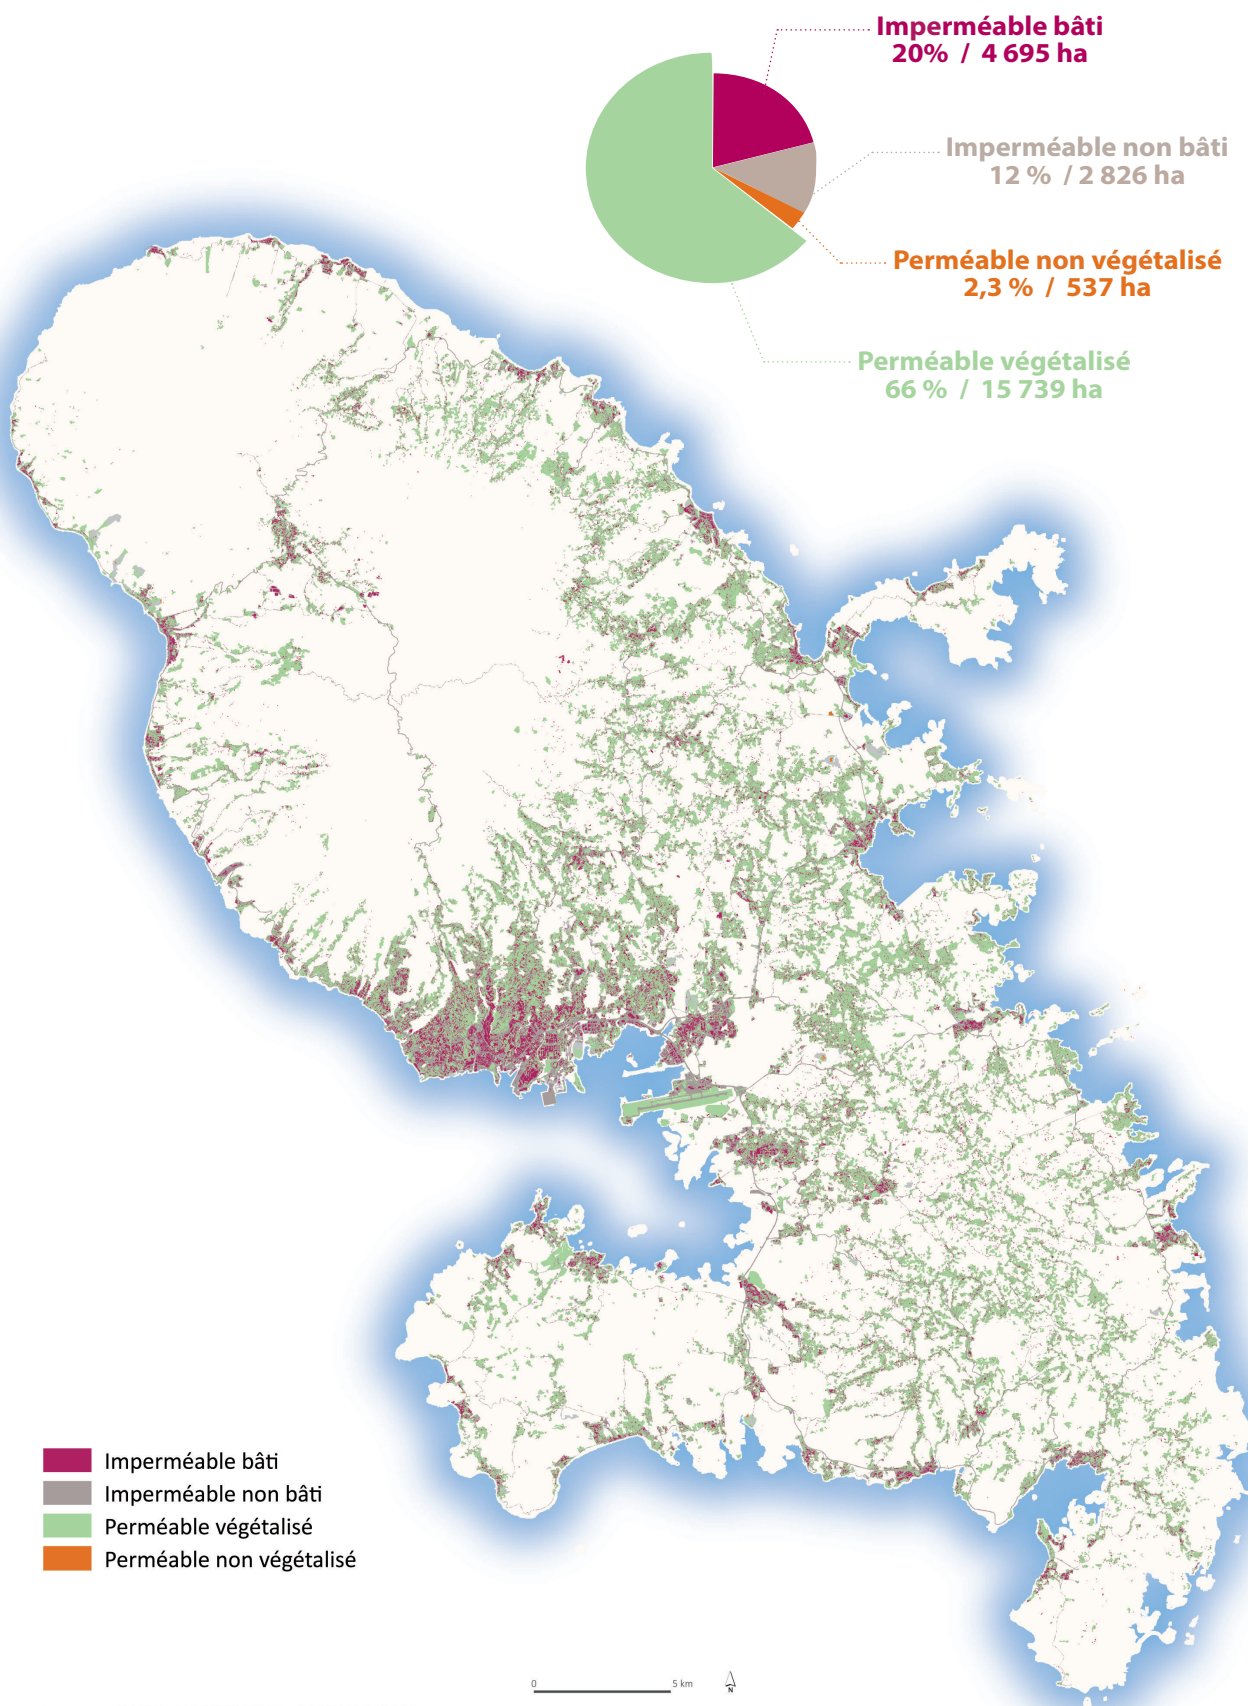 Imperméable bâti
20% / 4 695 ha
Imperméable non bâti
12 % / 2 826 ha
Perméable non végétalisé
2,3 % / 537 ha
Perméable végétalisé
66 % / 15 739 ha
Imperméable bâti
Imperméable non bâti
Perméable végétalisé
Perméable non végétalisé
0 5 km
N